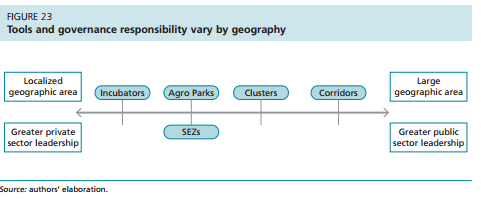 FIGURE 23
Tools and governance responsibility vary by geography
Localized
geographic area
Incubators
Agro Parks
Clusters
Corridors
Large
geographic area
Greater private
sector leadership
SEZs
Greater public
sector leadership
Source: authors' elaboration.